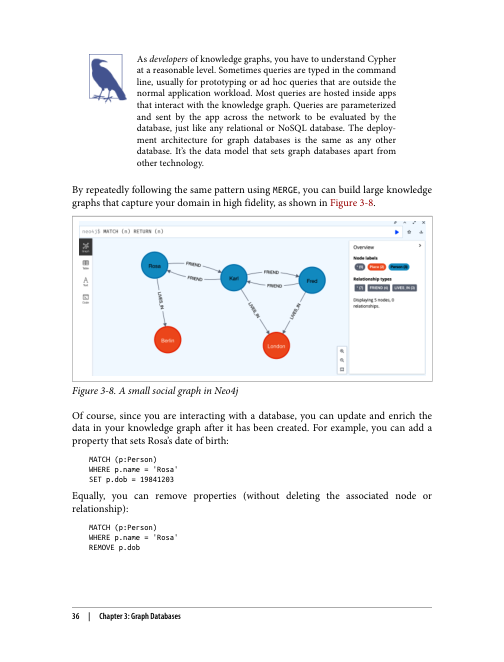 As developers of knowledge graphs, you have to understand Cypher
at a reasonable level. Sometimes queries are typed in the command
line, usually for prototyping or ad hoc queries that are outside the
normal application workload. Most queries are hosted inside apps
that interact with the knowledge graph. Queries are parameterized
and sent by the app across the network to be evaluated by the
database, just like any relational or NoSQL database. The deploy-
ment architecture for graph databases is the same as any other
database. It's the data model that sets graph databases apart from
other technology.
By repeatedly following the same pattern using MERGE, you can build large knowledge
graphs that capture your domain in high fidelity, as shown in Figure 3-8.
neo4j$ MATCH (n) RETURN (n)
Overview
Node labels
Relationship types
FRIEND (4) LIVES_IN (3)
Displaying 5 nodes, 0
relationships.
Rosa
FRIEND
FRIEND
Karl
FRIEND
FRIEND
Fred
LIVES_IN
LIVES_IN
LIVES_IN
Berlin
London
Figure 3-8. A small social graph in Neo4j
Of course, since you are interacting with a database, you can update and enrich the
data in your knowledge graph after it has been created. For example, you can add a
property that sets Rosa's date of birth:
MATCH (p:Person)
WHERE p.name = 'Rosa'
SET p.dob = 19841203
Equally, you can remove properties (without deleting the associated node or
relationship):
MATCH (p:Person)
WHERE p.name = 'Rosa'
REMOVE p.dob
36 | Chapter 3: Graph Databases